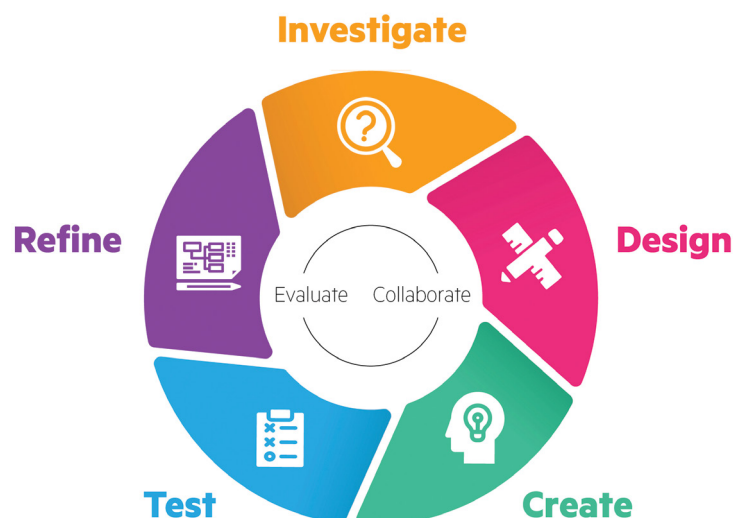 Investigate
Refine
Design
Evaluate Collaborate
Test
Create